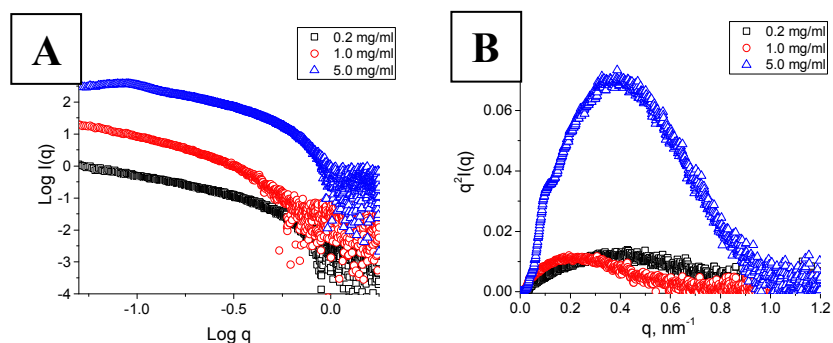 A
0.2 mg/ml
1.0 mg/ml
5.0 mg/ml
2
1
0
-1
-2
-3
-4
Log I(q)
-1.0
-0.5
0.0
Log q
B
0.2 mg/ml
1.0 mg/ml
5.0 mg/ml
0.06
0.04
0.02
0.00
q²I(q)
0.0
0.2
0.4
0.6
0.8
1.0
1.2
q, nm⁻¹